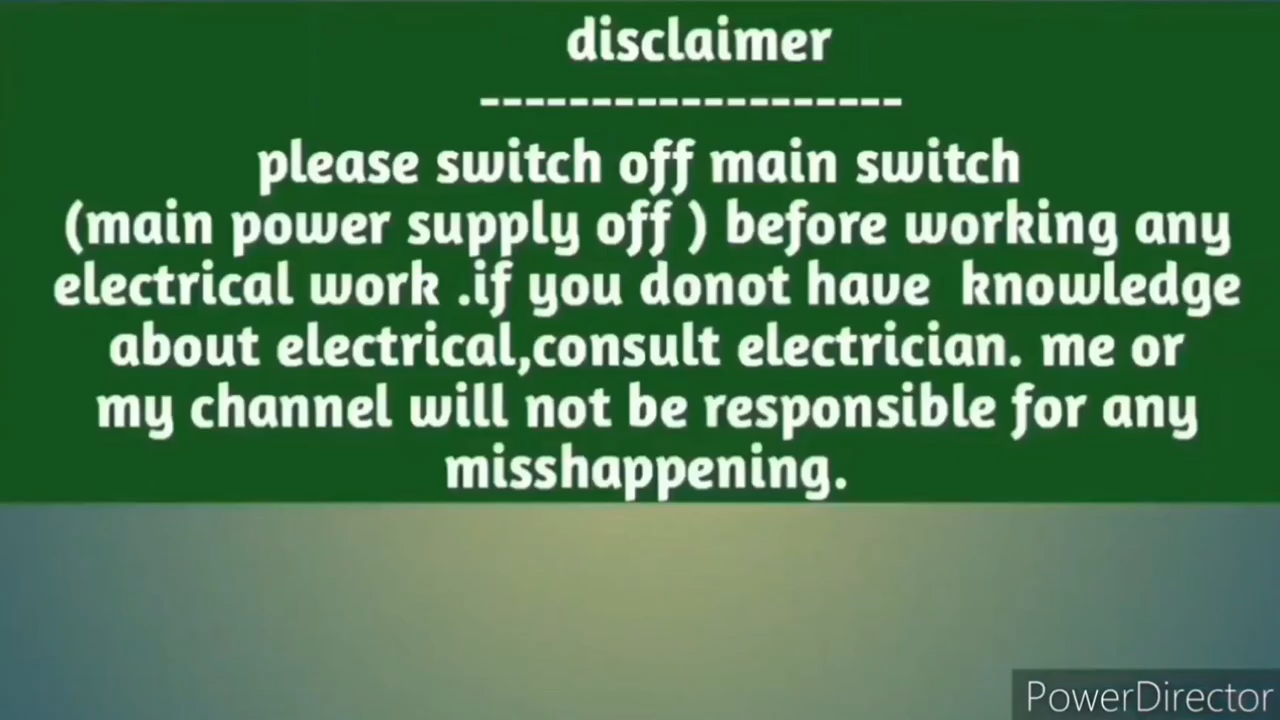 disclaimer
-------------------
please switch off main switch
(main power supply off ) before working any
electrical work .if you donot have  knowledge
about electrical,consult electrician. me or
my channel will not be responsible for any
misshappening.
PowerDirector